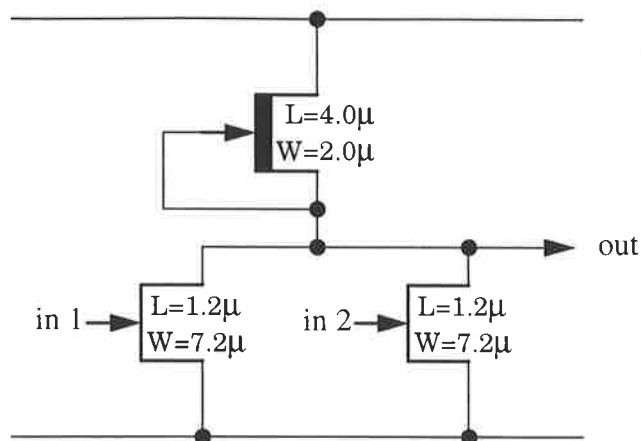 L=4.0µ
W=2.0µ
out
in 1
L=1.2µ
W=7.2µ
in 2
L=1.2µ
W=7.2µ